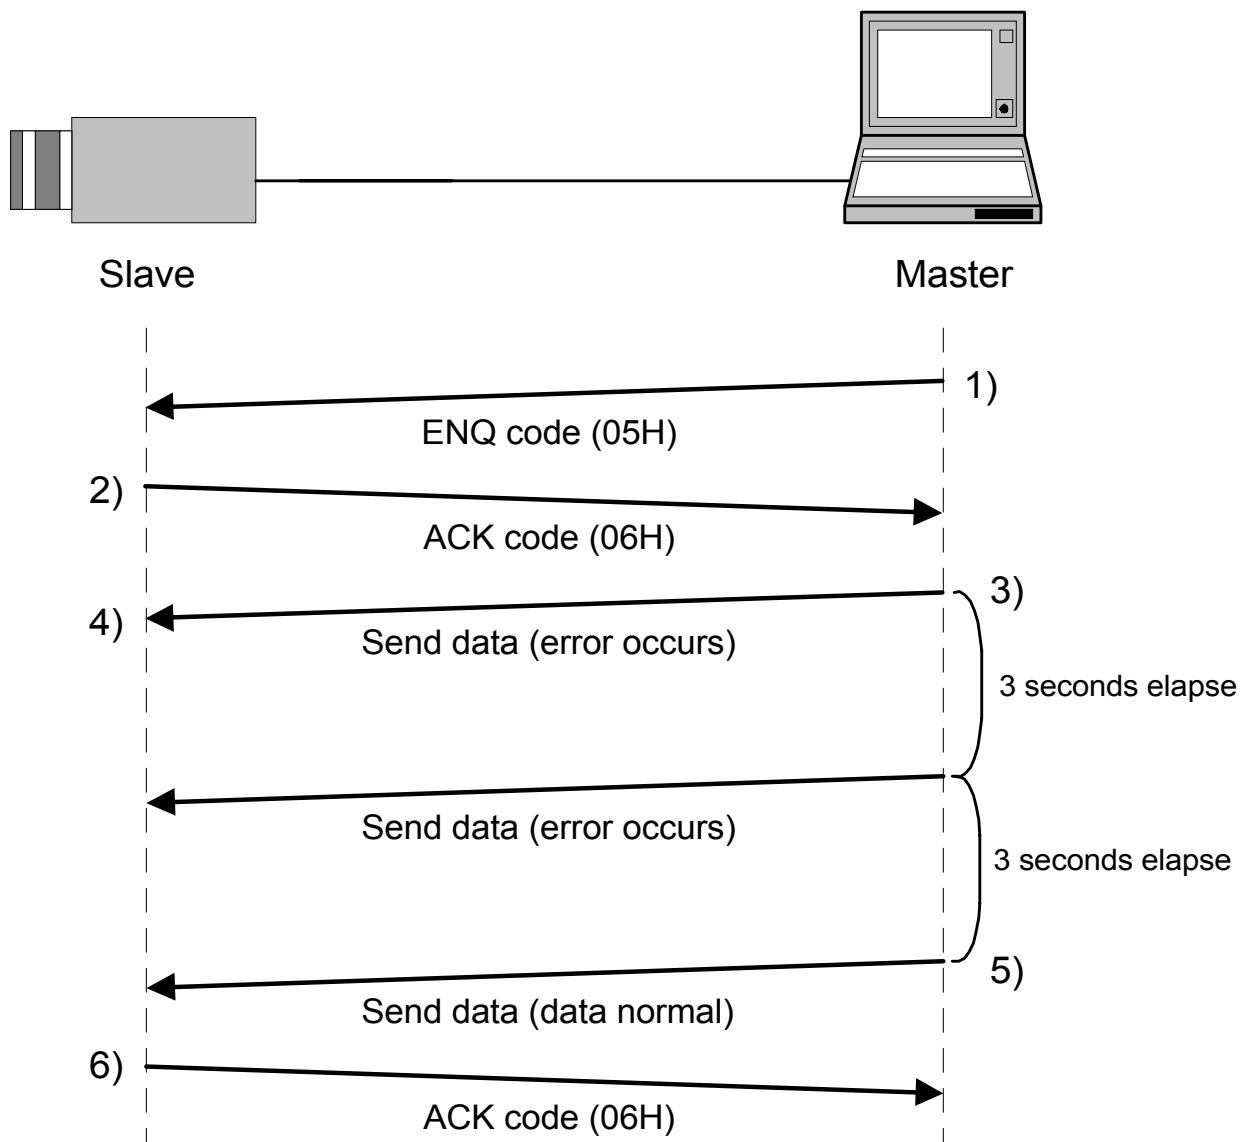 Slave
Master
1)
ENQ code (05H)
2)
ACK code (06H)
3)
4)
Send data (error occurs)
3 seconds elapse
Send data (error occurs)
3 seconds elapse
5)
Send data (data normal)
6)
ACK code (06H)